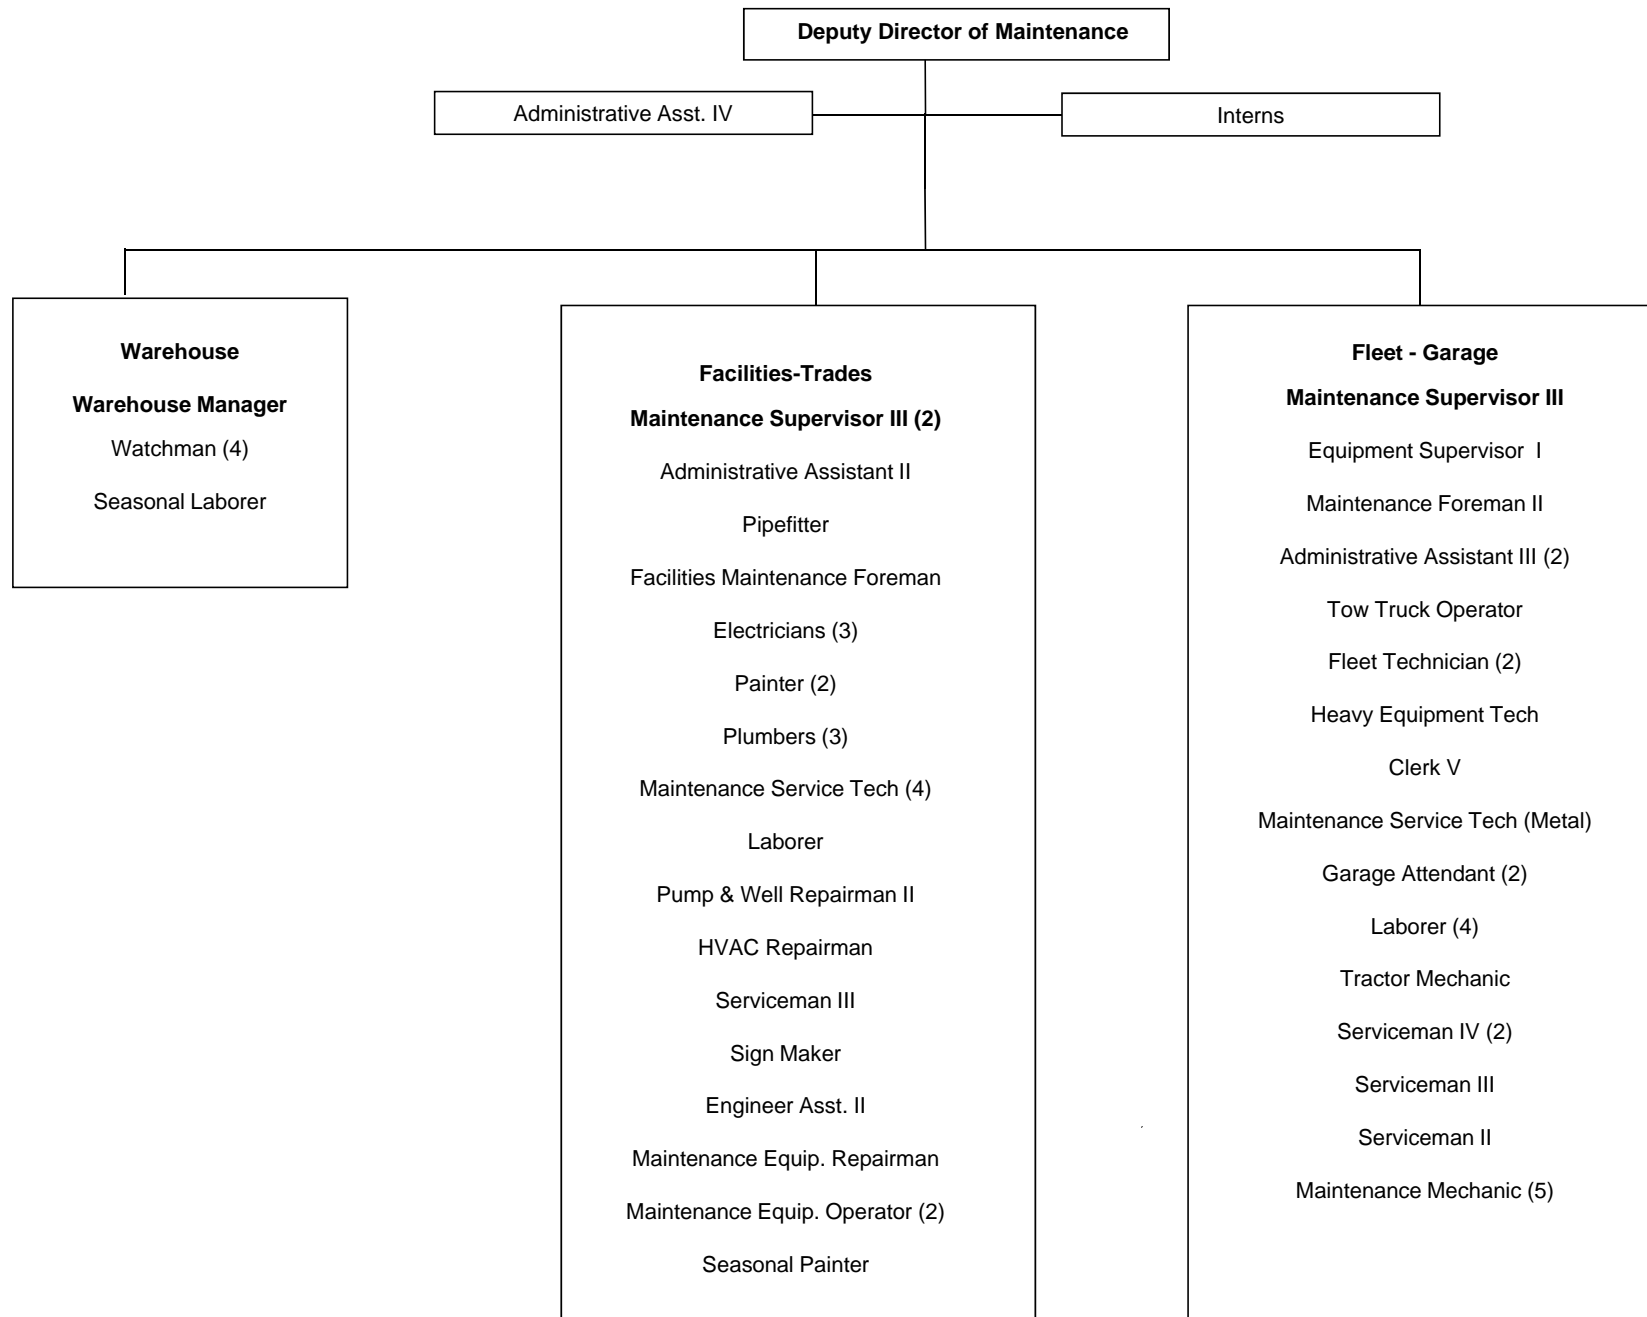 Deputy Director of Maintenance
Administrative Asst. IV
Interns
Warehouse
Warehouse Manager
Watchman (4)
Seasonal Laborer
Facilities-Trades
Maintenance Supervisor III (2)
Administrative Assistant II
Pipefitter
Facilities Maintenance Foreman
Electricians (3)
Painter (2)
Plumbers (3)
Maintenance Service Tech (4)
Laborer
Pump & Well Repairman II
HVAC Repairman
Serviceman III
Sign Maker
Engineer Asst. II
Maintenance Equip. Repairman
Maintenance Equip. Operator (2)
Seasonal Painter
Fleet - Garage
Maintenance Supervisor III
Equipment Supervisor  I
Maintenance Foreman II
Administrative Assistant III (2)
Tow Truck Operator
Fleet Technician (2)
Heavy Equipment Tech
Clerk V
Maintenance Service Tech (Metal)
Garage Attendant (2)
Laborer (4)
Tractor Mechanic
Serviceman IV (2)
Serviceman III
Serviceman II
Maintenance Mechanic (5)